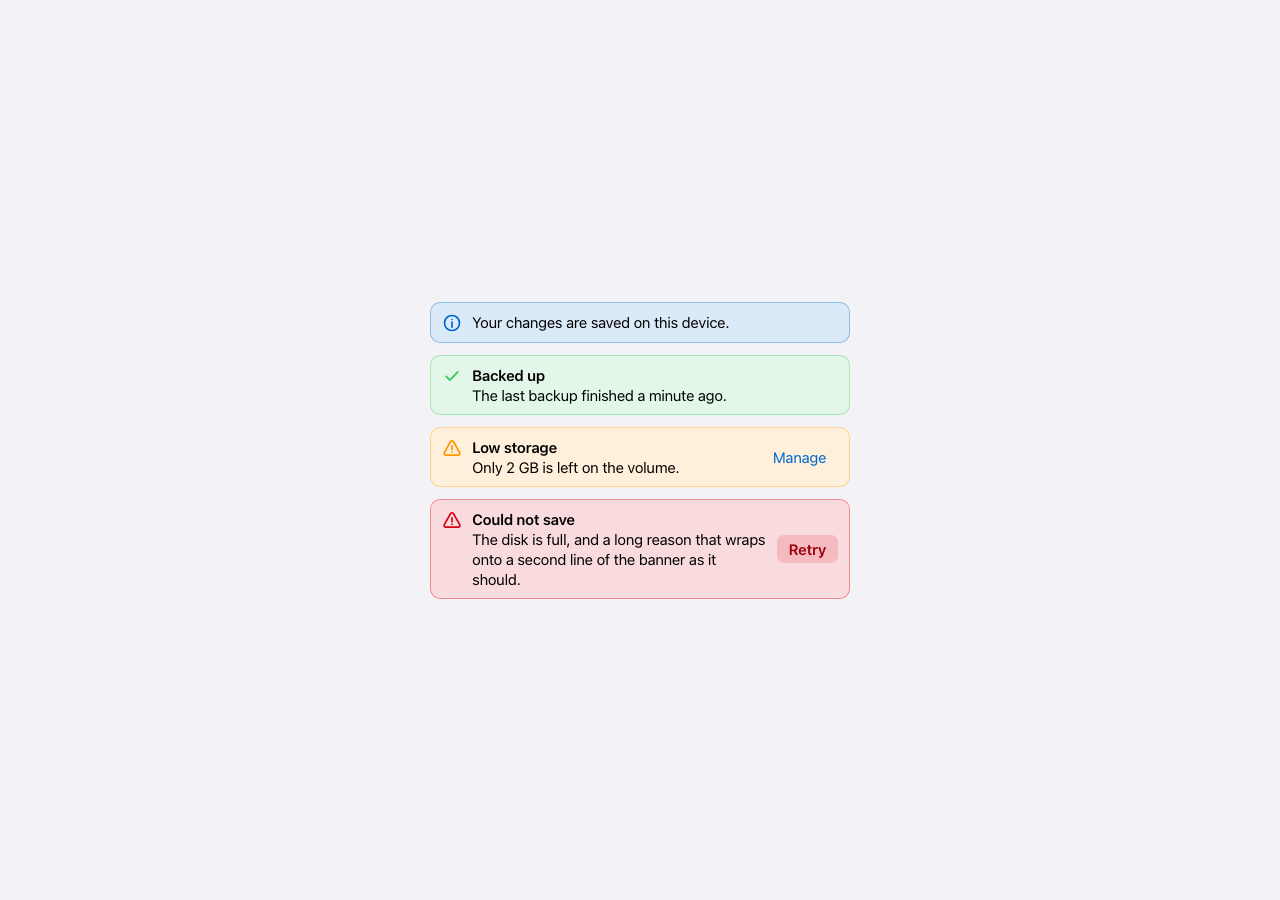 Your changes are saved on this device.
Backed up
The last backup finished a minute ago.
Low storage
Only 2 GB is left on the volume.
Manage
Could not save
The disk is full, and a long reason that wraps
onto a second line of the banner as it
should.
Retry